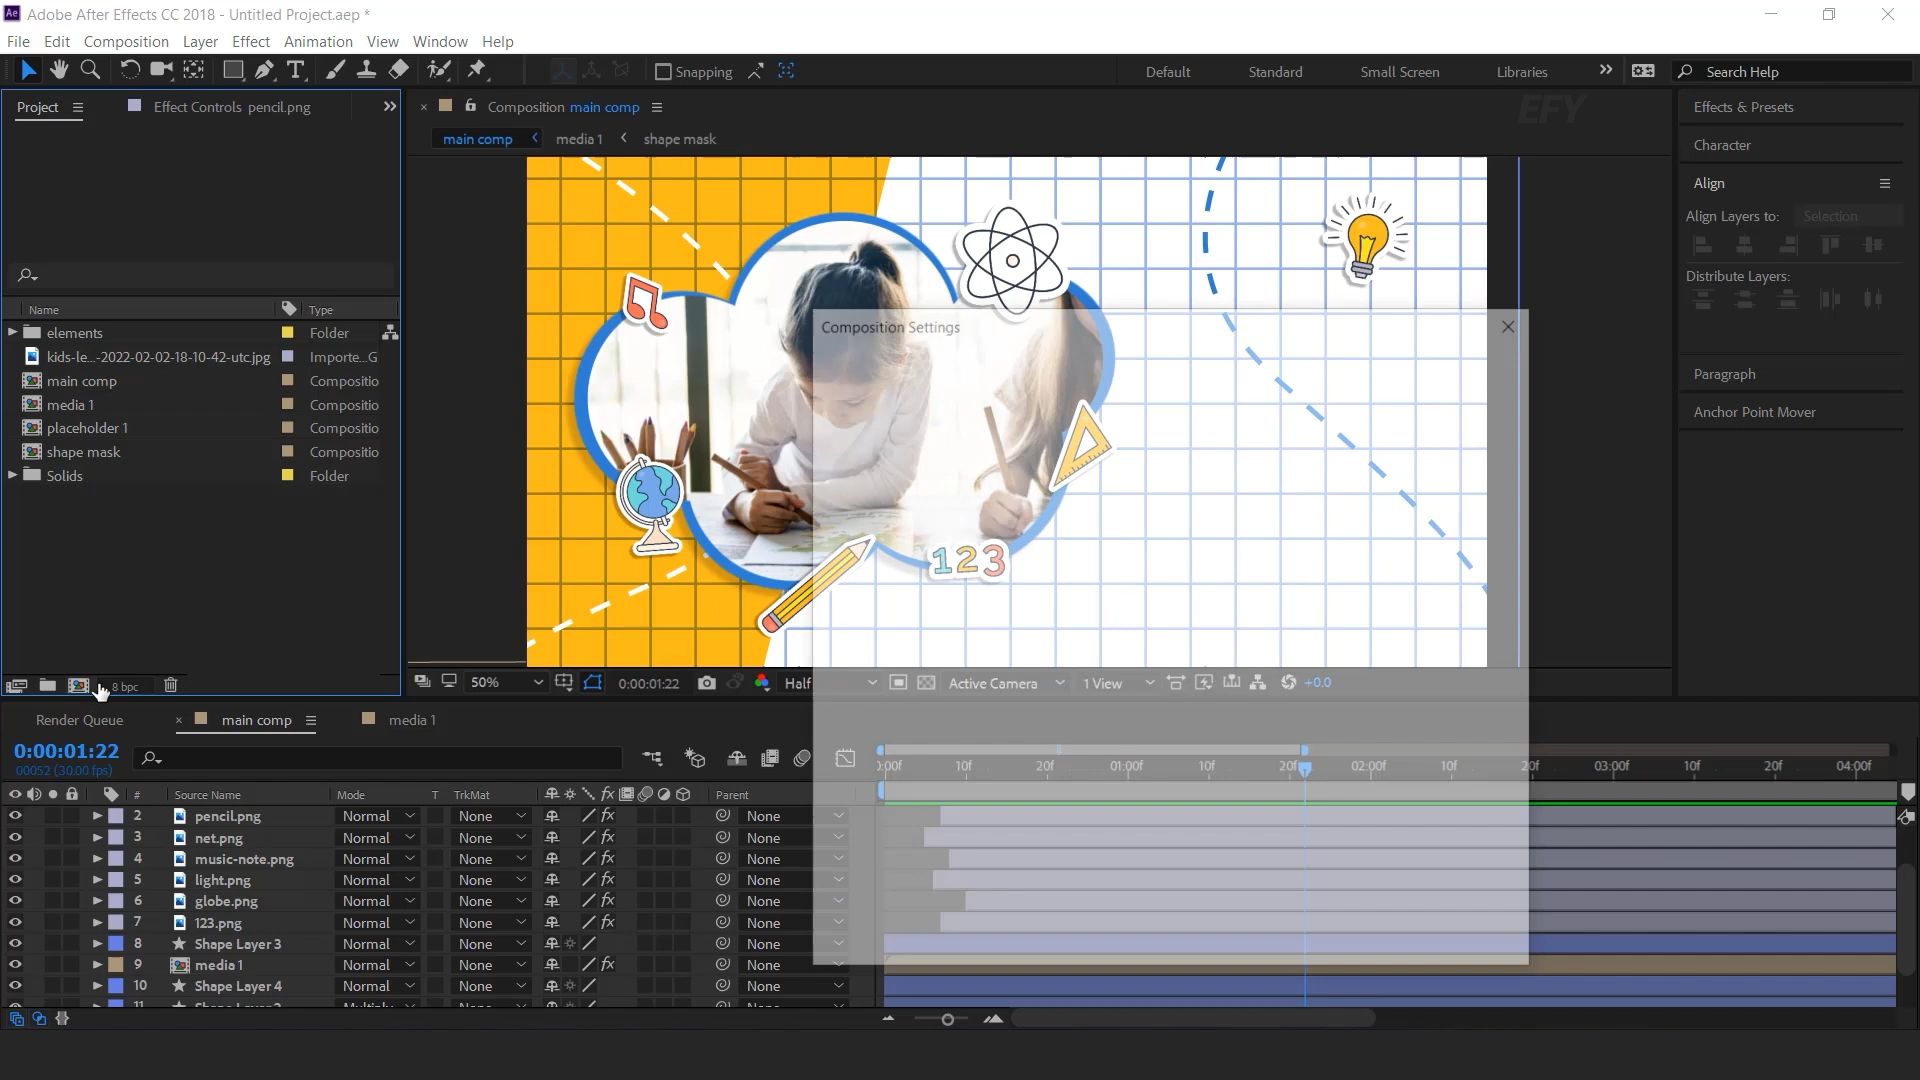 Ae Adobe After Effects CC 2018 - Untitled Project.aep *
File Edit Composition Layer Effect Animation View Window Help
Snapping Default Standard Small Screen Libraries Search Help
Project Effect Controls pencil.png Composition main comp EFY Effects & Presets
main comp media 1 shape mask Character
Align
Align Layers to: Selection
Distribute Layers:
Name Type
elements Folder
kids-le...-2022-02-02-18-10-42-utc.jpg Importe...G
main comp Compositio
media 1 Compositio
placeholder 1 Compositio
shape mask Compositio
Solids Folder
Composition Settings
123
Paragraph
Anchor Point Mover
8 bpc 50% 0:00:01:22 Half Active Camera 1 View +0.0
Render Queue main comp media 1
0:00:01:22
00052 (30.00 fps)
):00f 10f 20f 01:00f 10f 20f 02:00f 10f 20f 03:00f 10f 20f 04:00f
# Source Name Mode T TrkMat fx Parent
2 pencil.png Normal None fx None
3 net.png Normal None fx None
4 music-note.png Normal None fx None
5 light.png Normal None fx None
6 globe.png Normal None fx None
7 123.png Normal None fx None
8 Shape Layer 3 Normal None None
9 media 1 Normal None fx None
10 Shape Layer 4 Normal None None